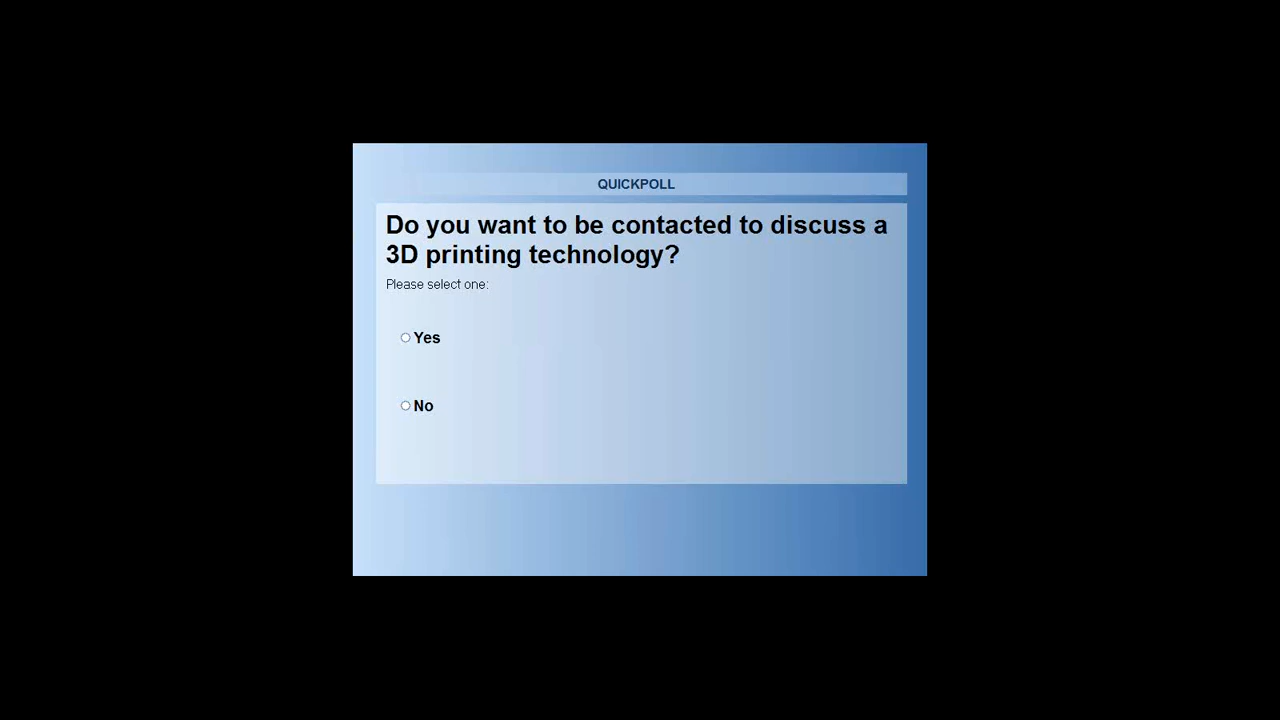 QUICKPOLL
Do you want to be contacted to discuss a
3D printing technology?
Please select one:
Yes
No